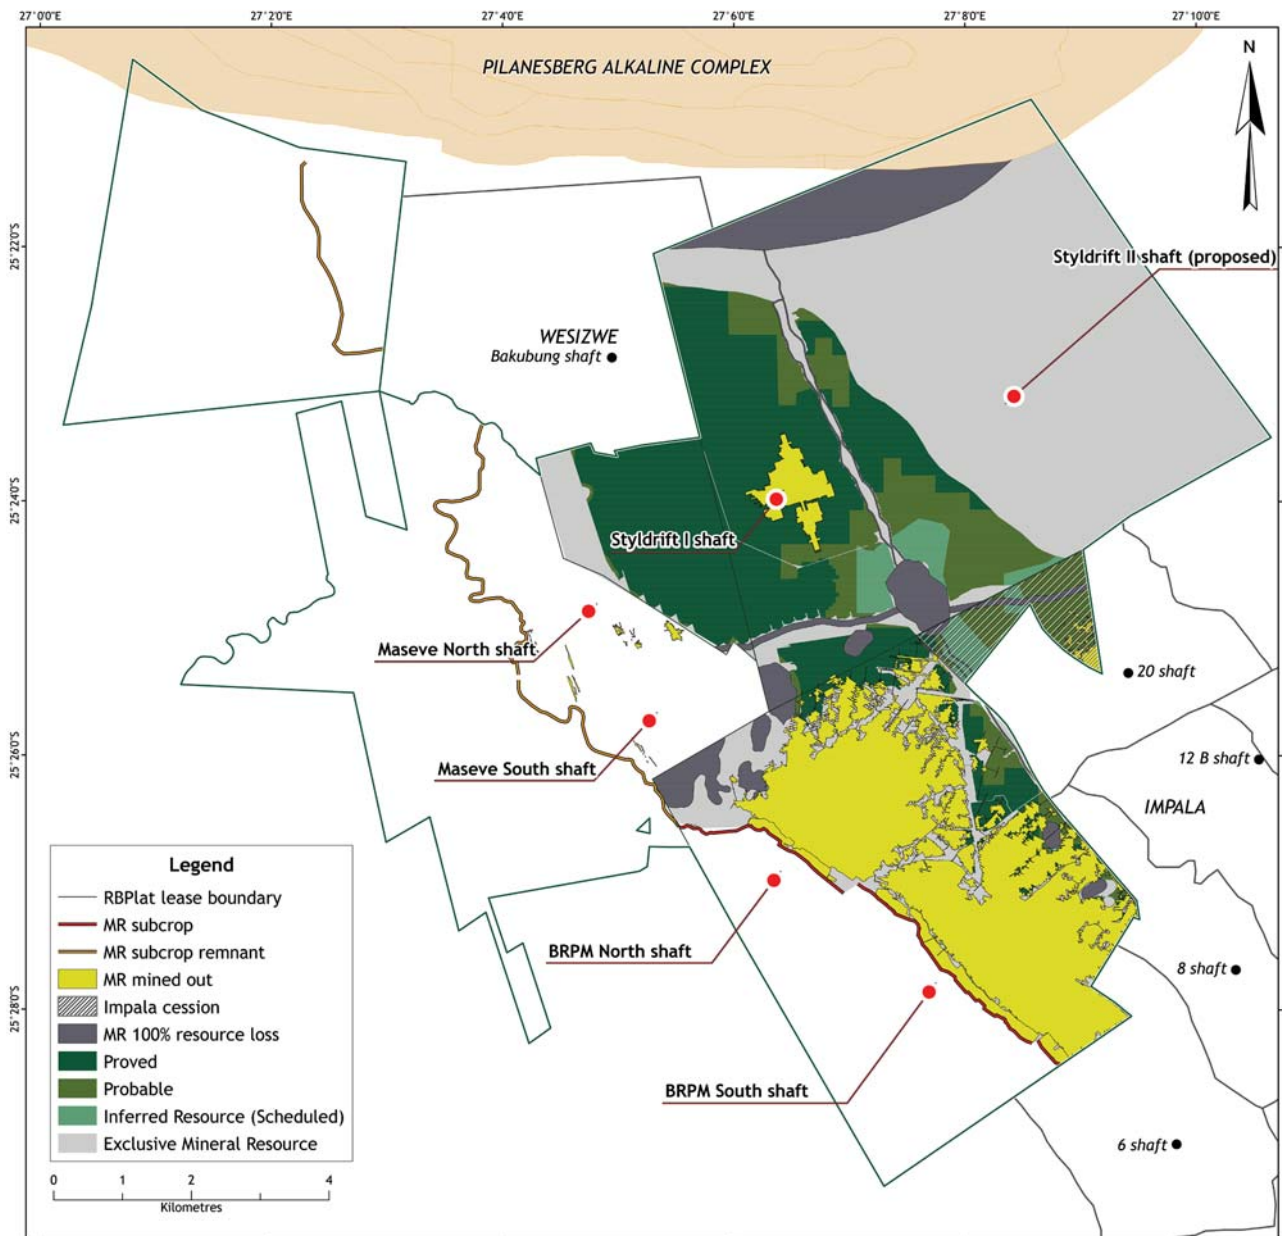 27°0'0"E
27°2'0"E
27°4'0"E
27°6'0"E
27°8'0"E
27°10'0"E
PILANESBERG ALKALINE COMPLEX
N
25°22'0"S
Styldrift II shaft (proposed)
WESIZWE
Bakubung shaft
25°24'0"S
Styldrift I shaft
Maseve North shaft
20 shaft
25°26'0"S
Maseve South shaft
12 B shaft
IMPALA
Legend
RBPlat lease boundary
MR subcrop
MR subcrop remnant
MR mined out
Impala cession
MR 100% resource loss
Proved
Probable
Inferred Resource (Scheduled)
Exclusive Mineral Resource
BRPM North shaft
8 shaft
25°28'0"S
BRPM South shaft
6 shaft
0 1 2 4
Kilometres